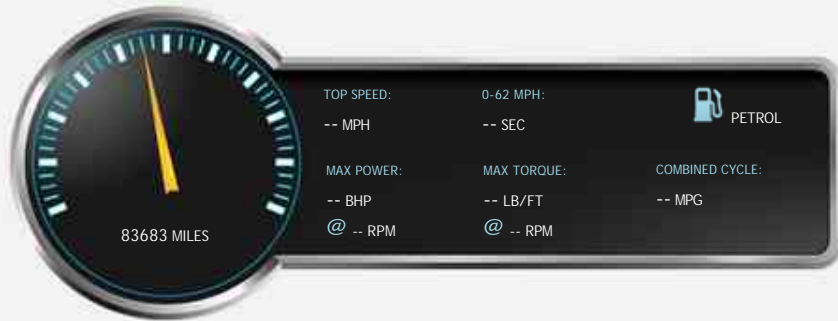 TOP SPEED:
-- MPH
0-62 MPH:
-- SEC
PETROL
MAX POWER:
-- BHP
@ -- RPM
MAX TORQUE:
-- LB/FT
@ -- RPM
COMBINED CYCLE:
-- MPG
83683 MILES